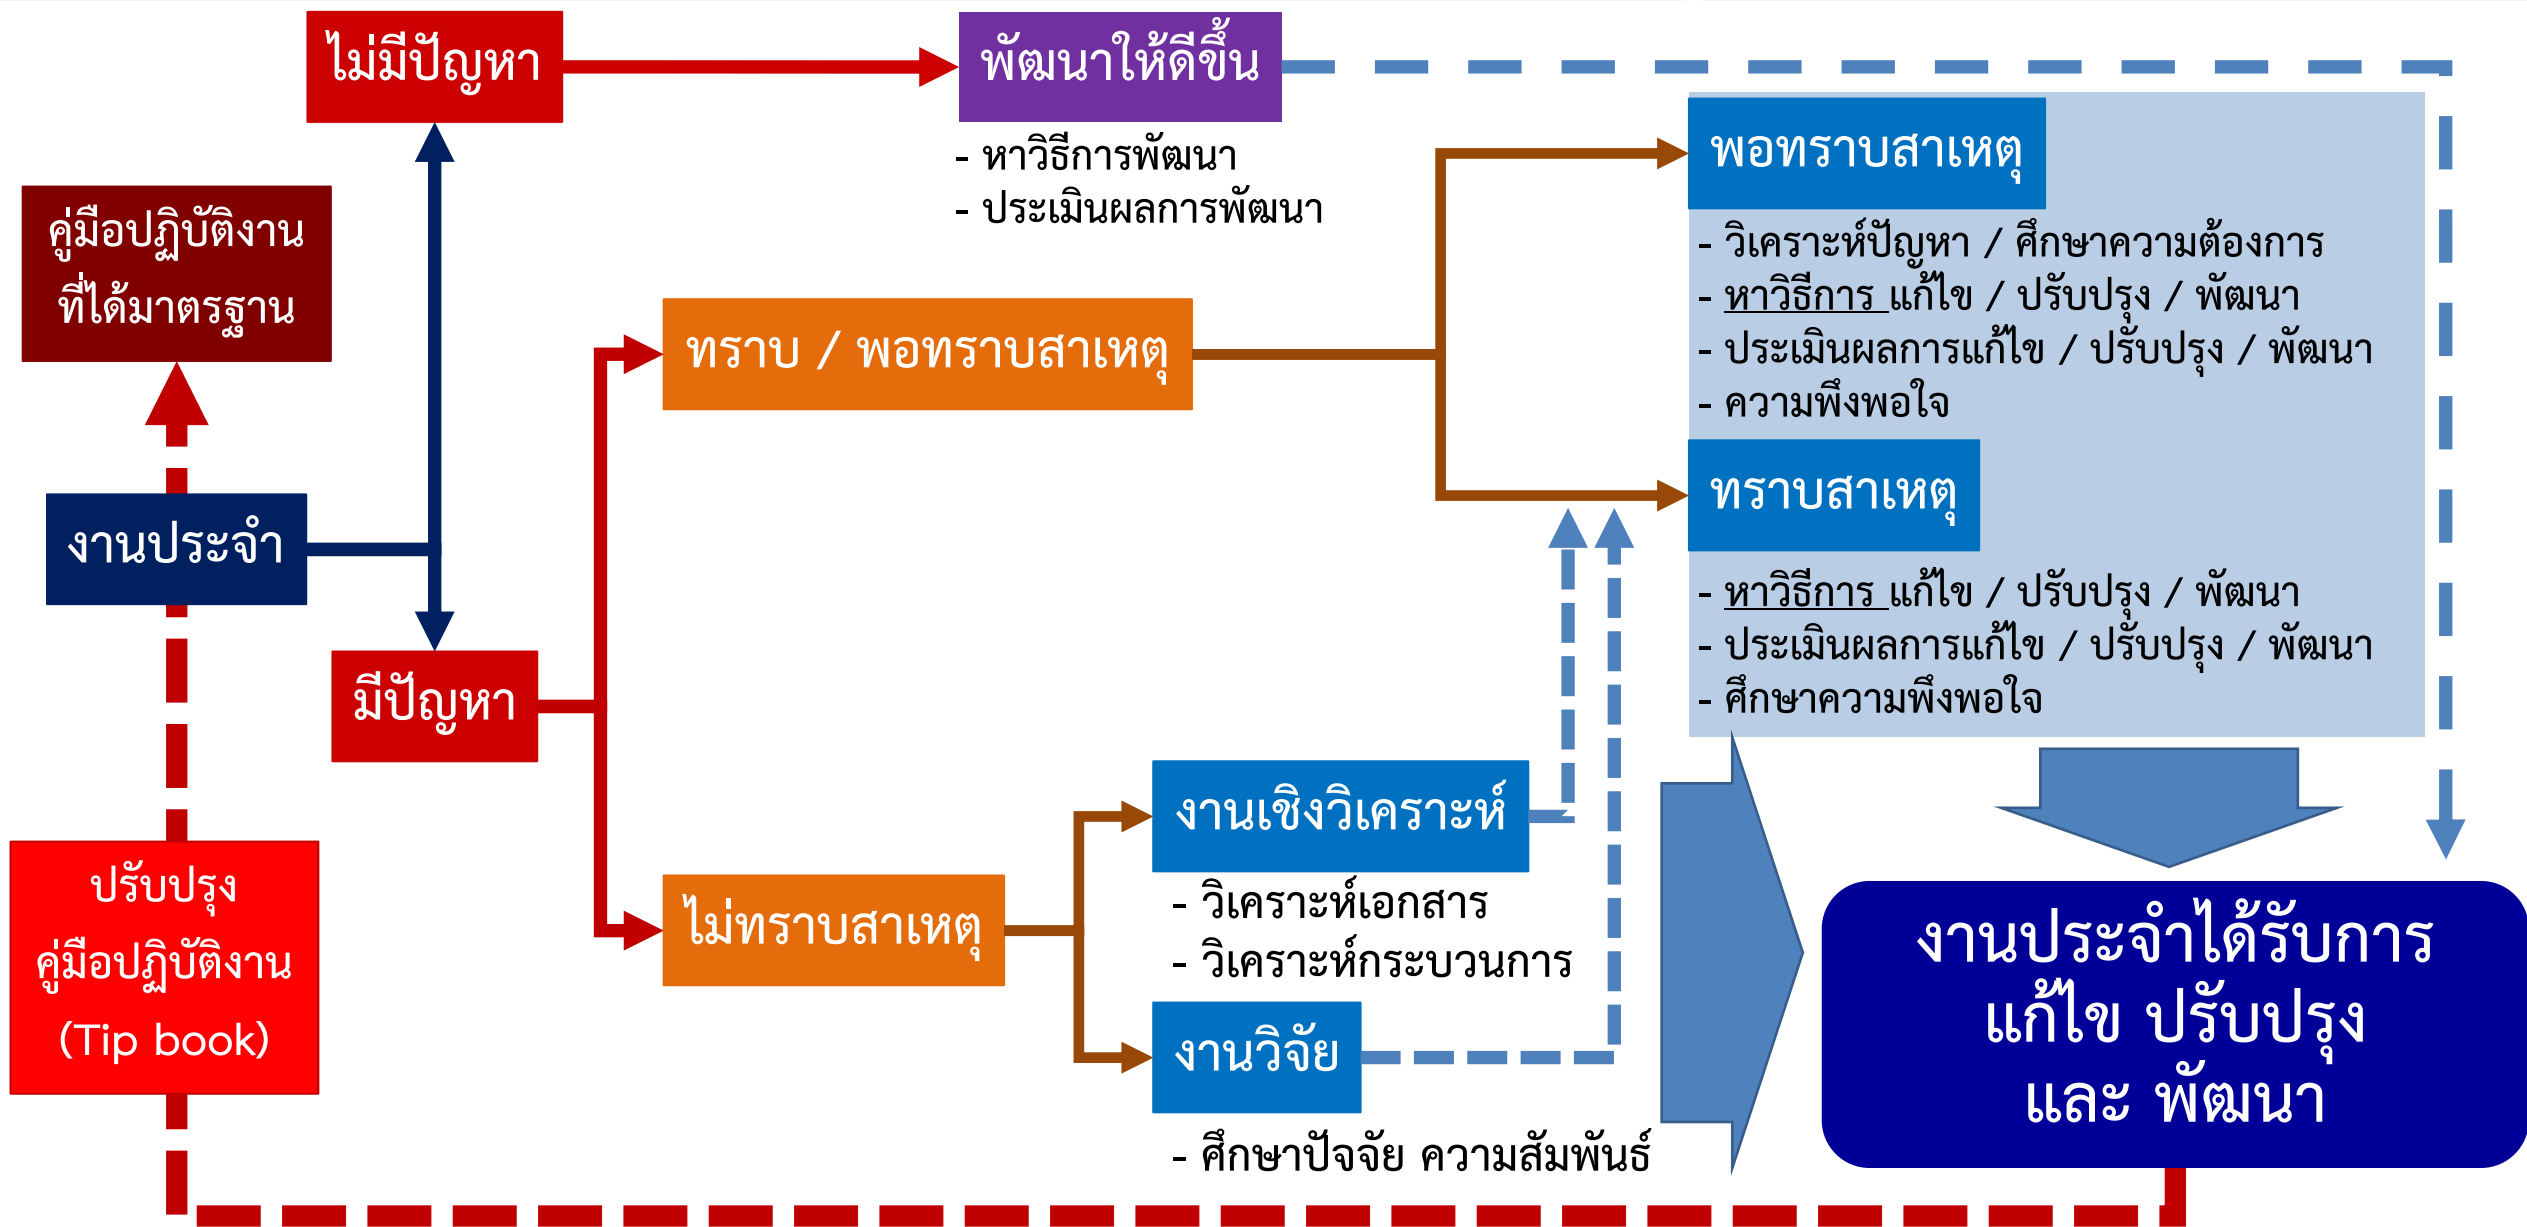 ไม่มีปัญหา
พัฒนาให้ดีขึ้น
- หาวิธีการพัฒนา
- ประเมินผลการพัฒนา
พอทราบสาเหตุ
- วิเคราะห์ปัญหา / ศึกษาความต้องการ
- หาวิธีการ แก้ไข / ปรับปรุง / พัฒนา
- ประเมินผลการแก้ไข / ปรับปรุง / พัฒนา
- ความพึงพอใจ
คู่มือปฏิบัติงาน
ที่ได้มาตรฐาน
ทราบ / พอทราบสาเหตุ
ทราบสาเหตุ
- หาวิธีการ แก้ไข / ปรับปรุง / พัฒนา
- ประเมินผลการแก้ไข / ปรับปรุง / พัฒนา
- ศึกษาความพึงพอใจ
งานประจำ
มีปัญหา
งานเชิงวิเคราะห์
- วิเคราะห์เอกสาร
- วิเคราะห์กระบวนการ
ไม่ทราบสาเหตุ
งานวิจัย
- ศึกษาปัจจัย ความสัมพันธ์
ปรับปรุง
คู่มือปฏิบัติงาน
(Tip book)
งานประจำได้รับการ
แก้ไข ปรับปรุง
และ พัฒนา